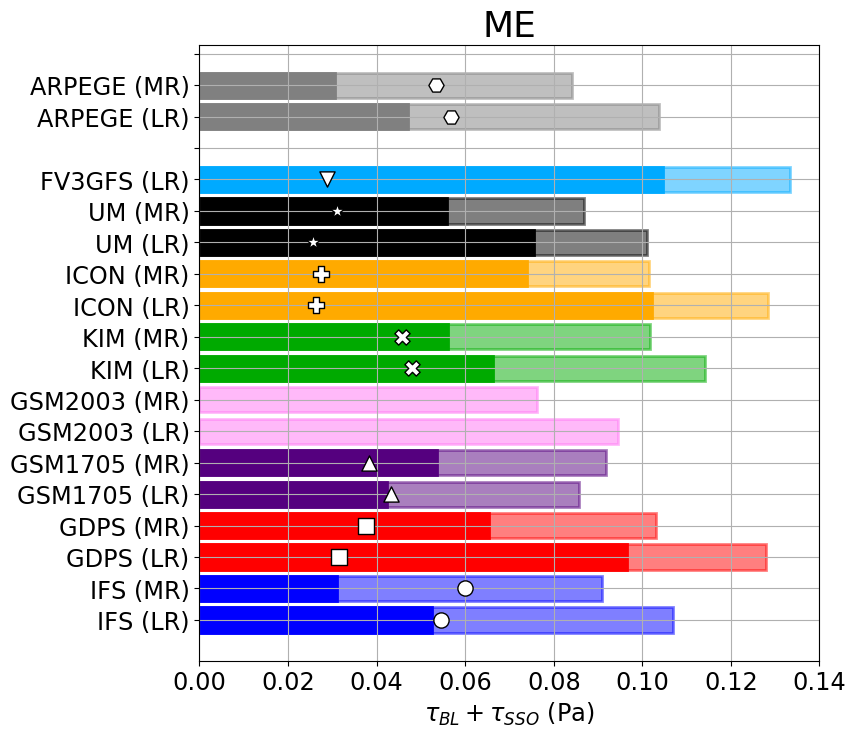 ME
ARPEGE (MR)
ARPEGE (LR)
FV3GFS (LR)
UM (MR)
UM (LR)
ICON (MR)
ICON (LR)
KIM (MR)
KIM (LR)
GSM2003 (MR)
GSM2003 (LR)
GSM1705 (MR)
GSM1705 (LR)
GDPS (MR)
GDPS (LR)
IFS (MR)
IFS (LR)
0.00 0.02 0.04 0.06 0.08 0.10 0.12 0.14
τ_BL + τ_SSO (Pa)